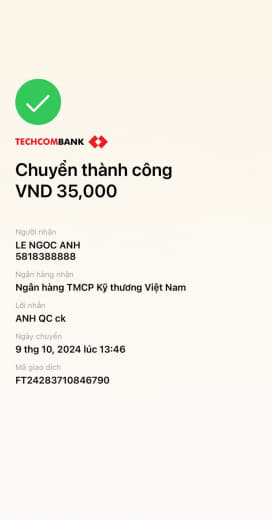 TECHCOMBANK
Chuyển thành công
VND 35,000
Người nhận
LE NGOC ANH
5818388888
Ngân hàng nhận
Ngân hàng TMCP Kỹ thương Việt Nam
Lời nhắn
ANH QC ck
Ngày chuyển
9 thg 10, 2024 lúc 13:46
Mã giao dịch
FT24283710846790